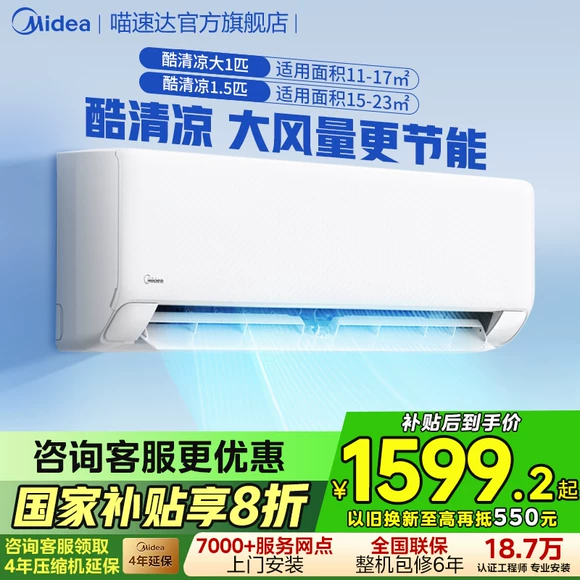 Midea 喵速达官方旗舰店
酷清凉大1匹 适用面积11-17㎡
酷清凉1.5匹 适用面积15-23㎡
酷清凉 大风量更节能
Midea
咨询客服更优惠
国家补贴享8折
补贴后到手价
¥1599.2起
以旧换新至高再抵550元
咨询客服领取
4年压缩机延保
Midea
4年延保
7000+服务网点
上门安装
全国联保
整机包修6年
18.7万
认证工程师 专业安装